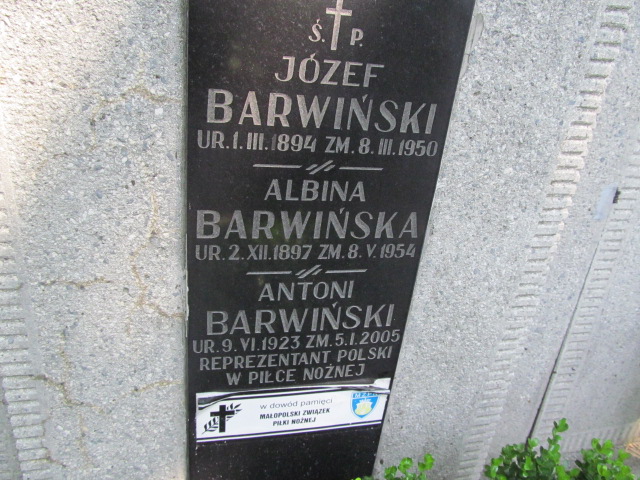 Ś. P.
JÓZEF
BARWIŃSKI
UR. 1. III. 1894 ZM. 8. III. 1950
ALBINA
BARWIŃSKA
UR. 2. XII. 1897 ZM. 8. V. 1954
ANTONI
BARWIŃSKI
UR. 9. VI. 1923 ZM. 5. I. 2005
REPREZENTANT POLSKI
W PIŁCE NOŻNEJ
w dowód pamięci
MAŁOPOLSKI ZWIĄZEK
PIŁKI NOŻNEJ